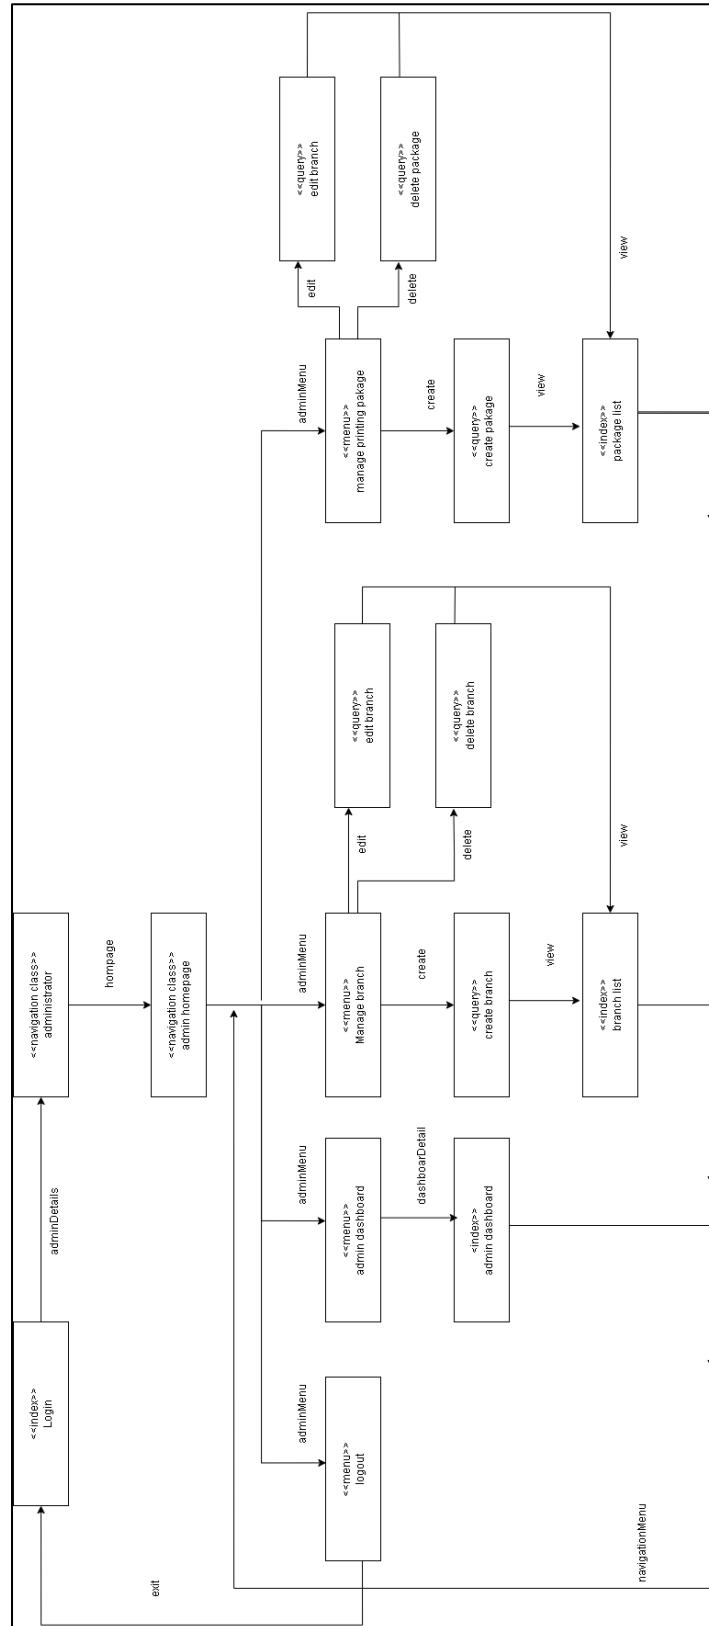 <<index>>
Login
adminDetails
<<navigation class>>
administrator
hompage
<<navigation class>>
admin homepage
exit
adminMenu
<<menu>>
logout
adminMenu
<<menu>>
admin dashboard
dashboarDetail
<index>>
admin dashboard
adminMenu
<<menu>>
Manage branch
create
<<query>>
create branch
view
<<index>>
branch list
edit
<<query>>
edit branch
delete
<<query>>
delete branch
view
adminMenu
<<menu>>
manage printing pakage
create
<<query>>
create pakage
view
<<index>>
package list
edit
<<query>>
edit branch
delete
<<query>>
delete package
view
navigationMenu